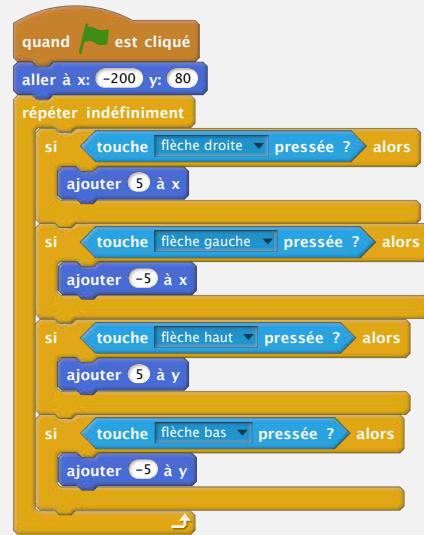 quand est cliqué
aller à x: -200 y: 80
répéter indéfiniment
si touche flèche droite pressée ? alors
ajouter 5 à x
si touche flèche gauche pressée ? alors
ajouter -5 à x
si touche flèche haut pressée ? alors
ajouter 5 à y
si touche flèche bas pressée ? alors
ajouter -5 à y